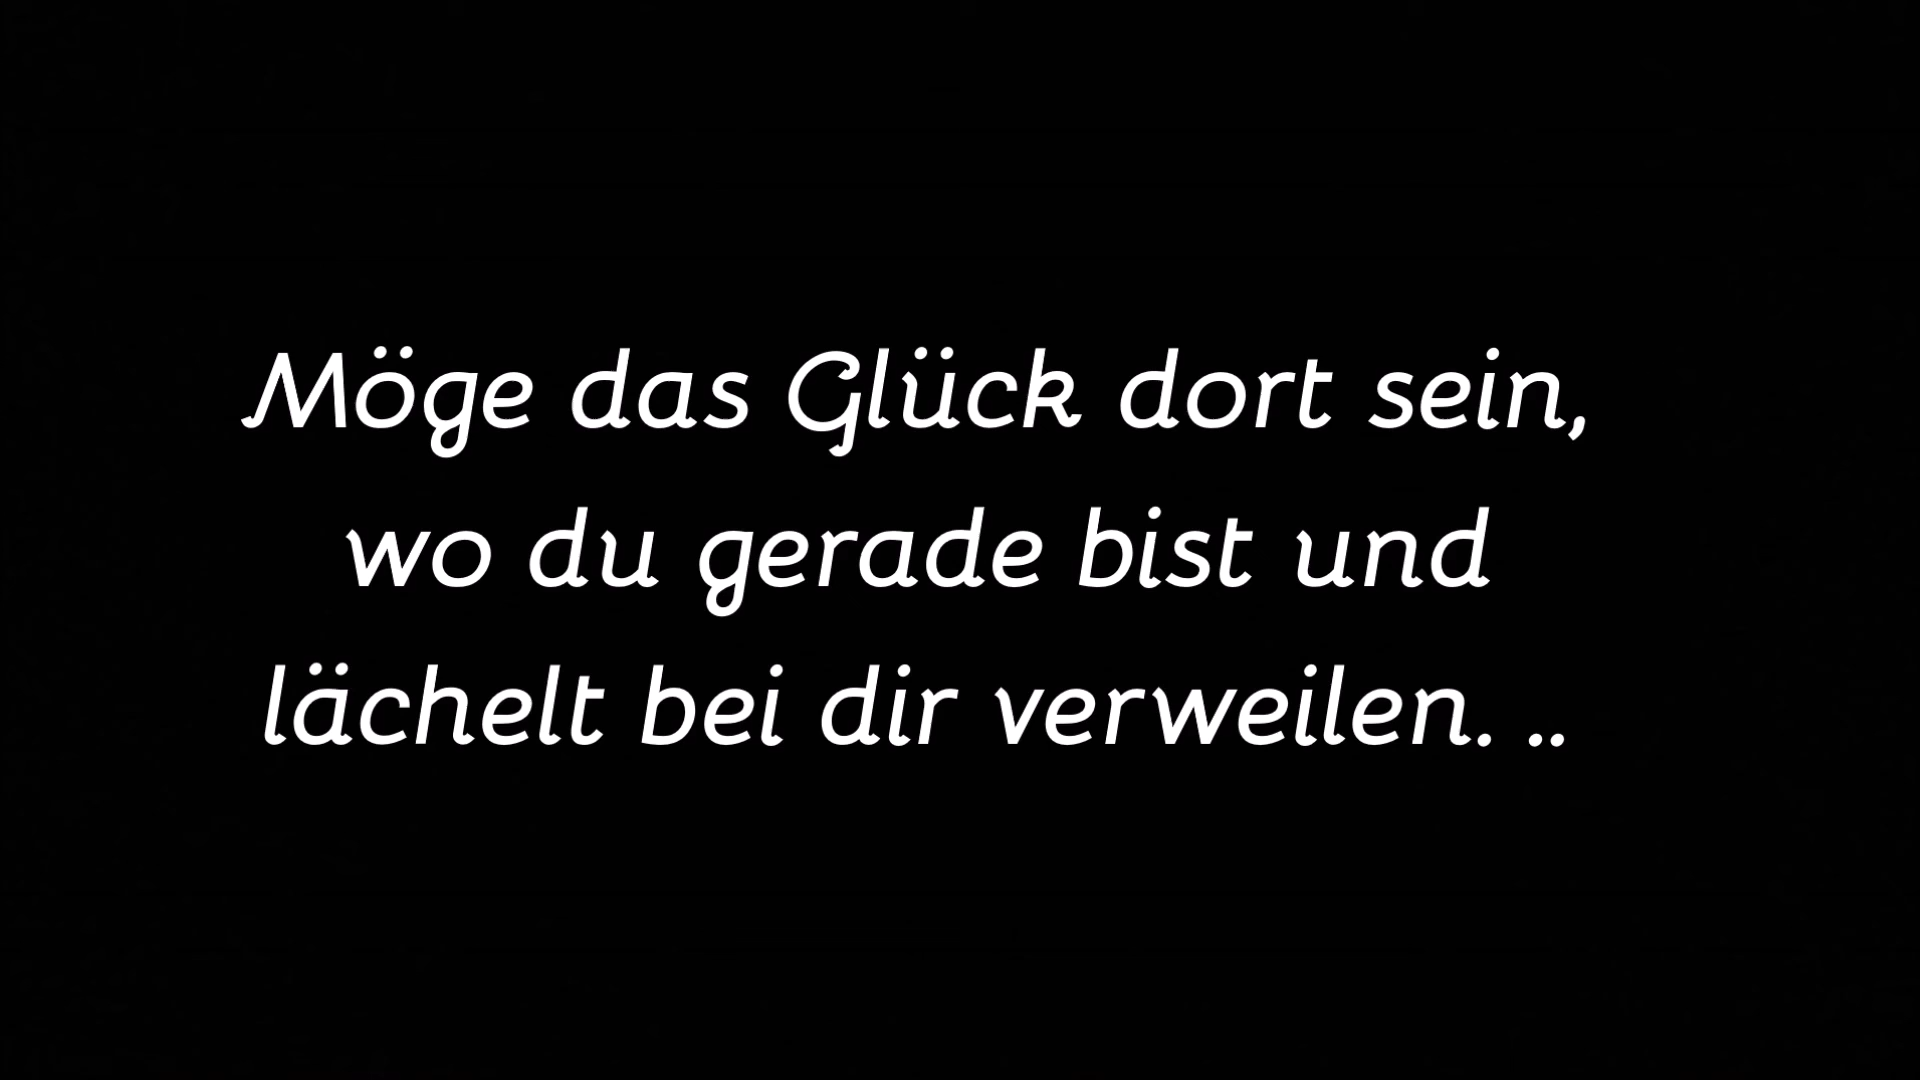 Möge das Glück dort sein,
wo du gerade bist und
lächelt bei dir verweilen. ..